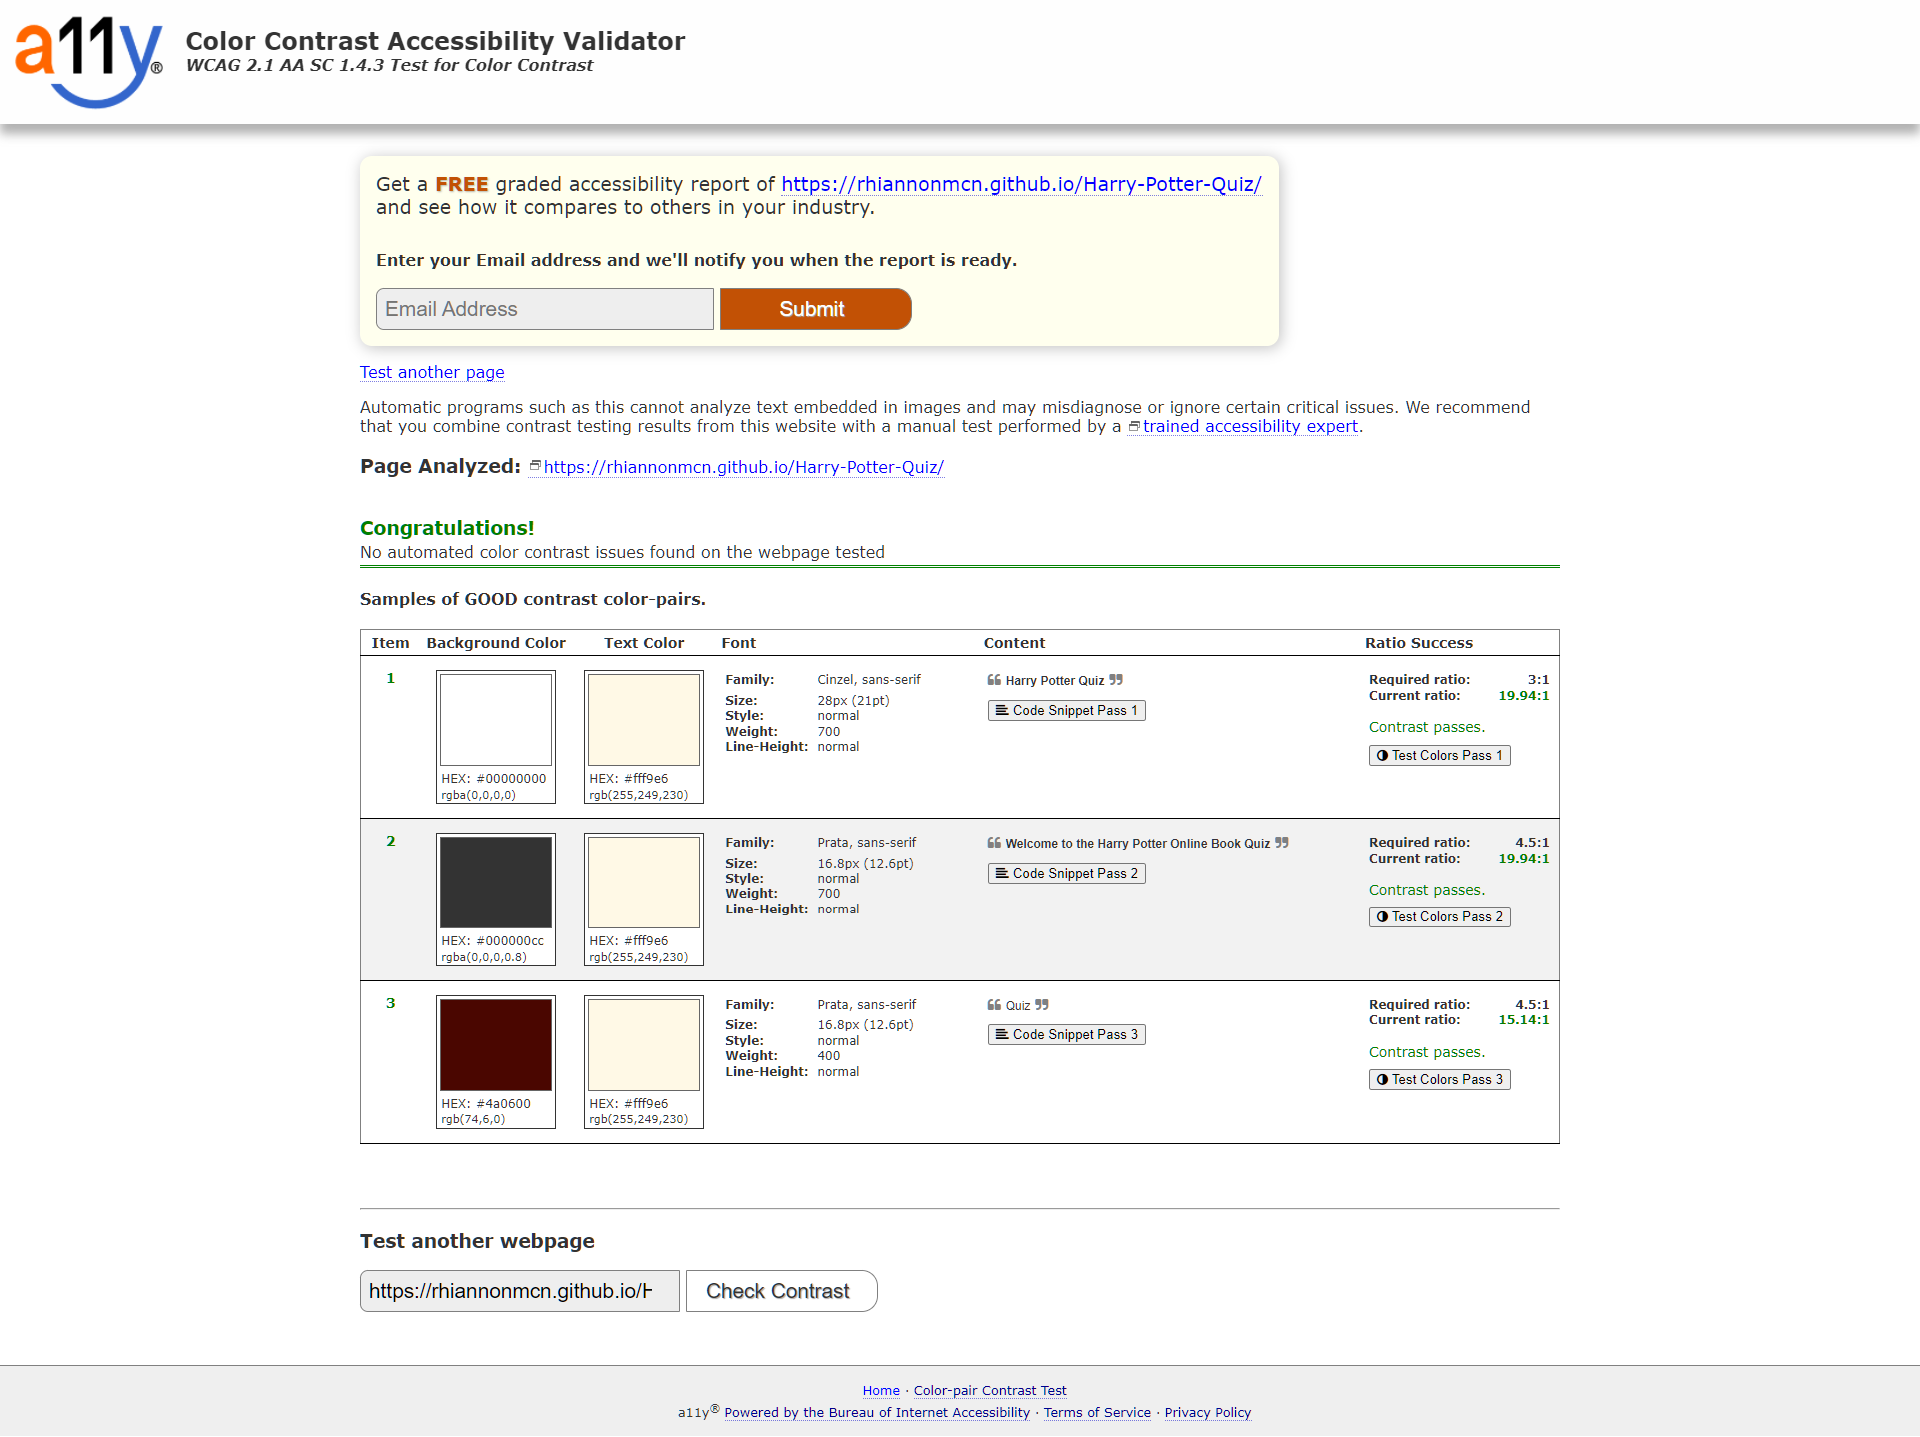 a11y®
Color Contrast Accessibility Validator
WCAG 2.1 AA SC 1.4.3 Test for Color Contrast
Get a FREE graded accessibility report of https://rhiannonmcn.github.io/Harry-Potter-Quiz/
and see how it compares to others in your industry.
Enter your Email address and we'll notify you when the report is ready.
Email Address Submit
Test another page
Automatic programs such as this cannot analyze text embedded in images and may misdiagnose or ignore certain critical issues. We recommend
that you combine contrast testing results from this website with a manual test performed by a trained accessibility expert.
Page Analyzed: https://rhiannonmcn.github.io/Harry-Potter-Quiz/
Congratulations!
No automated color contrast issues found on the webpage tested
Samples of GOOD contrast color-pairs.
Item Background Color Text Color Font Content Ratio Success
1
HEX: #00000000
rgba(0,0,0,0)
HEX: #fff9e6
rgb(255,249,230)
Family: Cinzel, sans-serif
Size: 28px (21pt)
Style: normal
Weight: 700
Line-Height: normal
❝ Harry Potter Quiz ❞
Code Snippet Pass 1
Required ratio: 3:1
Current ratio: 19.94:1
Contrast passes.
Test Colors Pass 1
2
HEX: #000000cc
rgba(0,0,0,0.8)
HEX: #fff9e6
rgb(255,249,230)
Family: Prata, sans-serif
Size: 16.8px (12.6pt)
Style: normal
Weight: 700
Line-Height: normal
❝ Welcome to the Harry Potter Online Book Quiz ❞
Code Snippet Pass 2
Required ratio: 4.5:1
Current ratio: 19.94:1
Contrast passes.
Test Colors Pass 2
3
HEX: #4a0600
rgb(74,6,0)
HEX: #fff9e6
rgb(255,249,230)
Family: Prata, sans-serif
Size: 16.8px (12.6pt)
Style: normal
Weight: 400
Line-Height: normal
❝ Quiz ❞
Code Snippet Pass 3
Required ratio: 4.5:1
Current ratio: 15.14:1
Contrast passes.
Test Colors Pass 3
Test another webpage
https://rhiannonmcn.github.io/H Check Contrast
Home · Color-pair Contrast Test
a11y® Powered by the Bureau of Internet Accessibility · Terms of Service · Privacy Policy